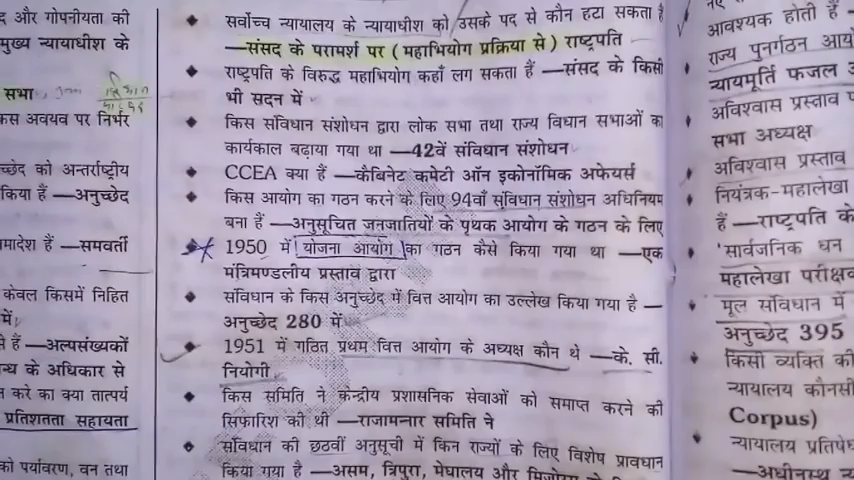 द और गोपनीयता की
मुख्य न्यायाधीश के
सभा
कस अवयव पर निर्भर
च्छेद को अन्तर्राष्ट्रीय
किया हैं —अनुच्छेद
मादेश हैं —समवर्ती
केवल किसमें निहित
में
से हैं —अल्पसंख्यकों
न्ध के अधिकार से
त करे का क्या तात्पर्य
प्रतिशतता सहायता
को पर्यावरण, वन तथा
◆ सर्वोच्च न्यायालय के न्यायाधीश को उसके पद से कौन हटा सकता है
—संसद के परामर्श पर (महाभियोग प्रक्रिया से) राष्ट्रपति
◆ राष्ट्रपति के विरुद्ध महाभियोग कहाँ लग सकता हैं —संसद के किसी
भी सदन में
◆ किस संविधान संशोधन द्वारा लोक सभा तथा राज्य विधान सभाओं का
कार्यकाल बढ़ाया गया था —42वें संविधान संशोधन
◆ CCEA क्या हैं —कैबिनेट कमेटी ऑन इकोनॉमिक अफेयर्स
◆ किस आयोग का गठन करने के लिए 94वाँ संविधान संशोधन अधिनियम
बना हैं —अनुसूचित जनजातियों के पृथक आयोग के गठन के लिए
◆ 1950 में योजना आयोग का गठन कैसे किया गया था —एक
मंत्रिमण्डलीय प्रस्ताव द्वारा
◆ संविधान के किस अनुच्छेद में वित्त आयोग का उल्लेख किया गया है —
अनुच्छेद 280 में
◆ 1951 में गठित प्रथम वित्त आयोग के अध्यक्ष कौन थे —के. सी.
नियोगी
◆ किस समिति ने केन्द्रीय प्रशासनिक सेवाओं को समाप्त करने की
सिफारिश की थी —राजामन्नार समिति ने
◆ संविधान की छठवीं अनुसूची में किन राज्यों के लिए विशेष प्रावधान
किया गया है —असम, त्रिपुरा, मेघालय और
आवश्यक होती हैं
राज्य पुनर्गठन
न्यायमूर्ति फजल
◆ अविश्वास प्रस्ताव
सभा अध्यक्ष
◆ अविश्वास प्रस्ताव
◆ नियंत्रक-महालेखा
हैं —राष्ट्रपति के
◆ 'सार्वजनिक धन
महालेखा परीक्षक
◆ मूल संविधान में
अनुच्छेद 395
◆ किसी व्यक्ति की
न्यायालय कौनसी
Corpus)
◆ न्यायालय
—अधीनस्थ